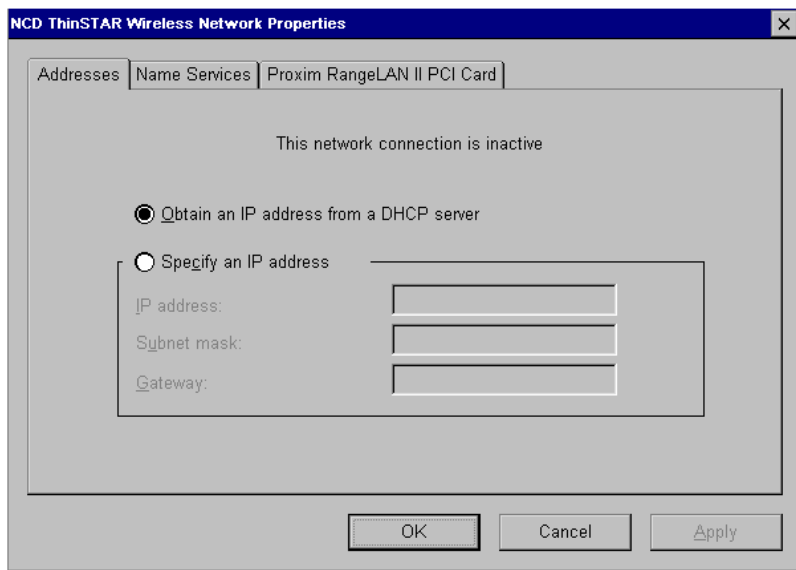 NCD ThinSTAR Wireless Network Properties
Addresses Name Services Proxim RangeLAN II PCI Card
This network connection is inactive
Obtain an IP address from a DHCP server
Specify an IP address
IP address:
Subnet mask:
Gateway:
OK Cancel Apply